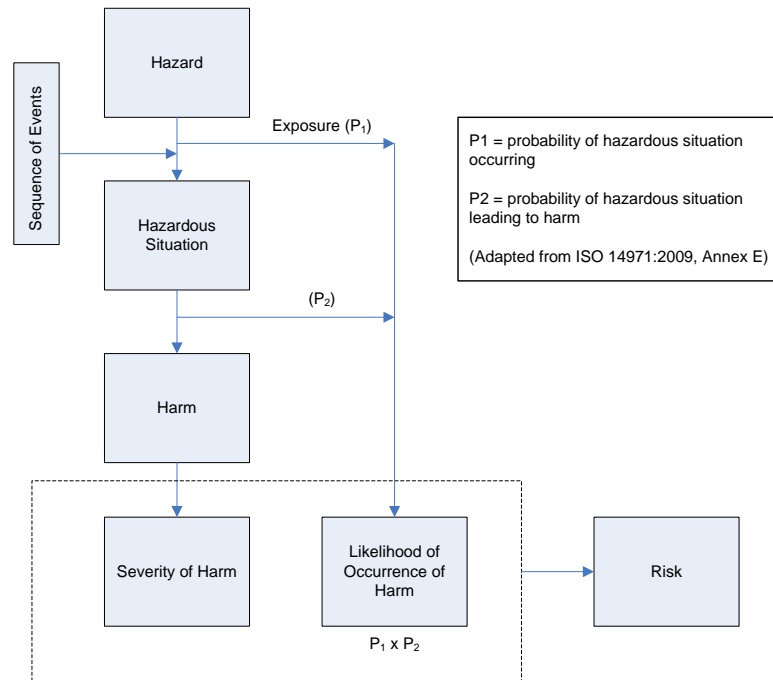 Hazard
Sequence of Events
Exposure (P₁)
P1 = probability of hazardous situation
occurring
P2 = probability of hazardous situation
leading to harm
(Adapted from ISO 14971:2009, Annex E)
Hazardous
Situation
(P₂)
Harm
Severity of Harm
Likelihood of
Occurrence of
Harm
Risk
P₁ x P₂